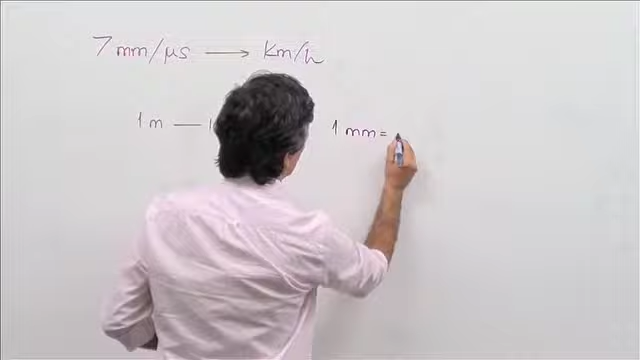 7 mm/μs → km/h
1 m — 1 mm =